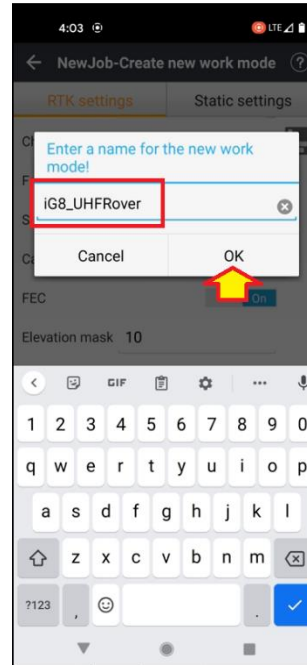 4:03 LTE
NewJob-Create new work mode ?
RTK settings Static settings
Enter a name for the new work
mode!
iG8_UHFRover
Cancel OK
FEC On
Elevation mask 10
GIF
1 2 3 4 5 6 7 8 9 0
q w e r t y u i o p
a s d f g h j k l
z x c v b n m
?123 , .